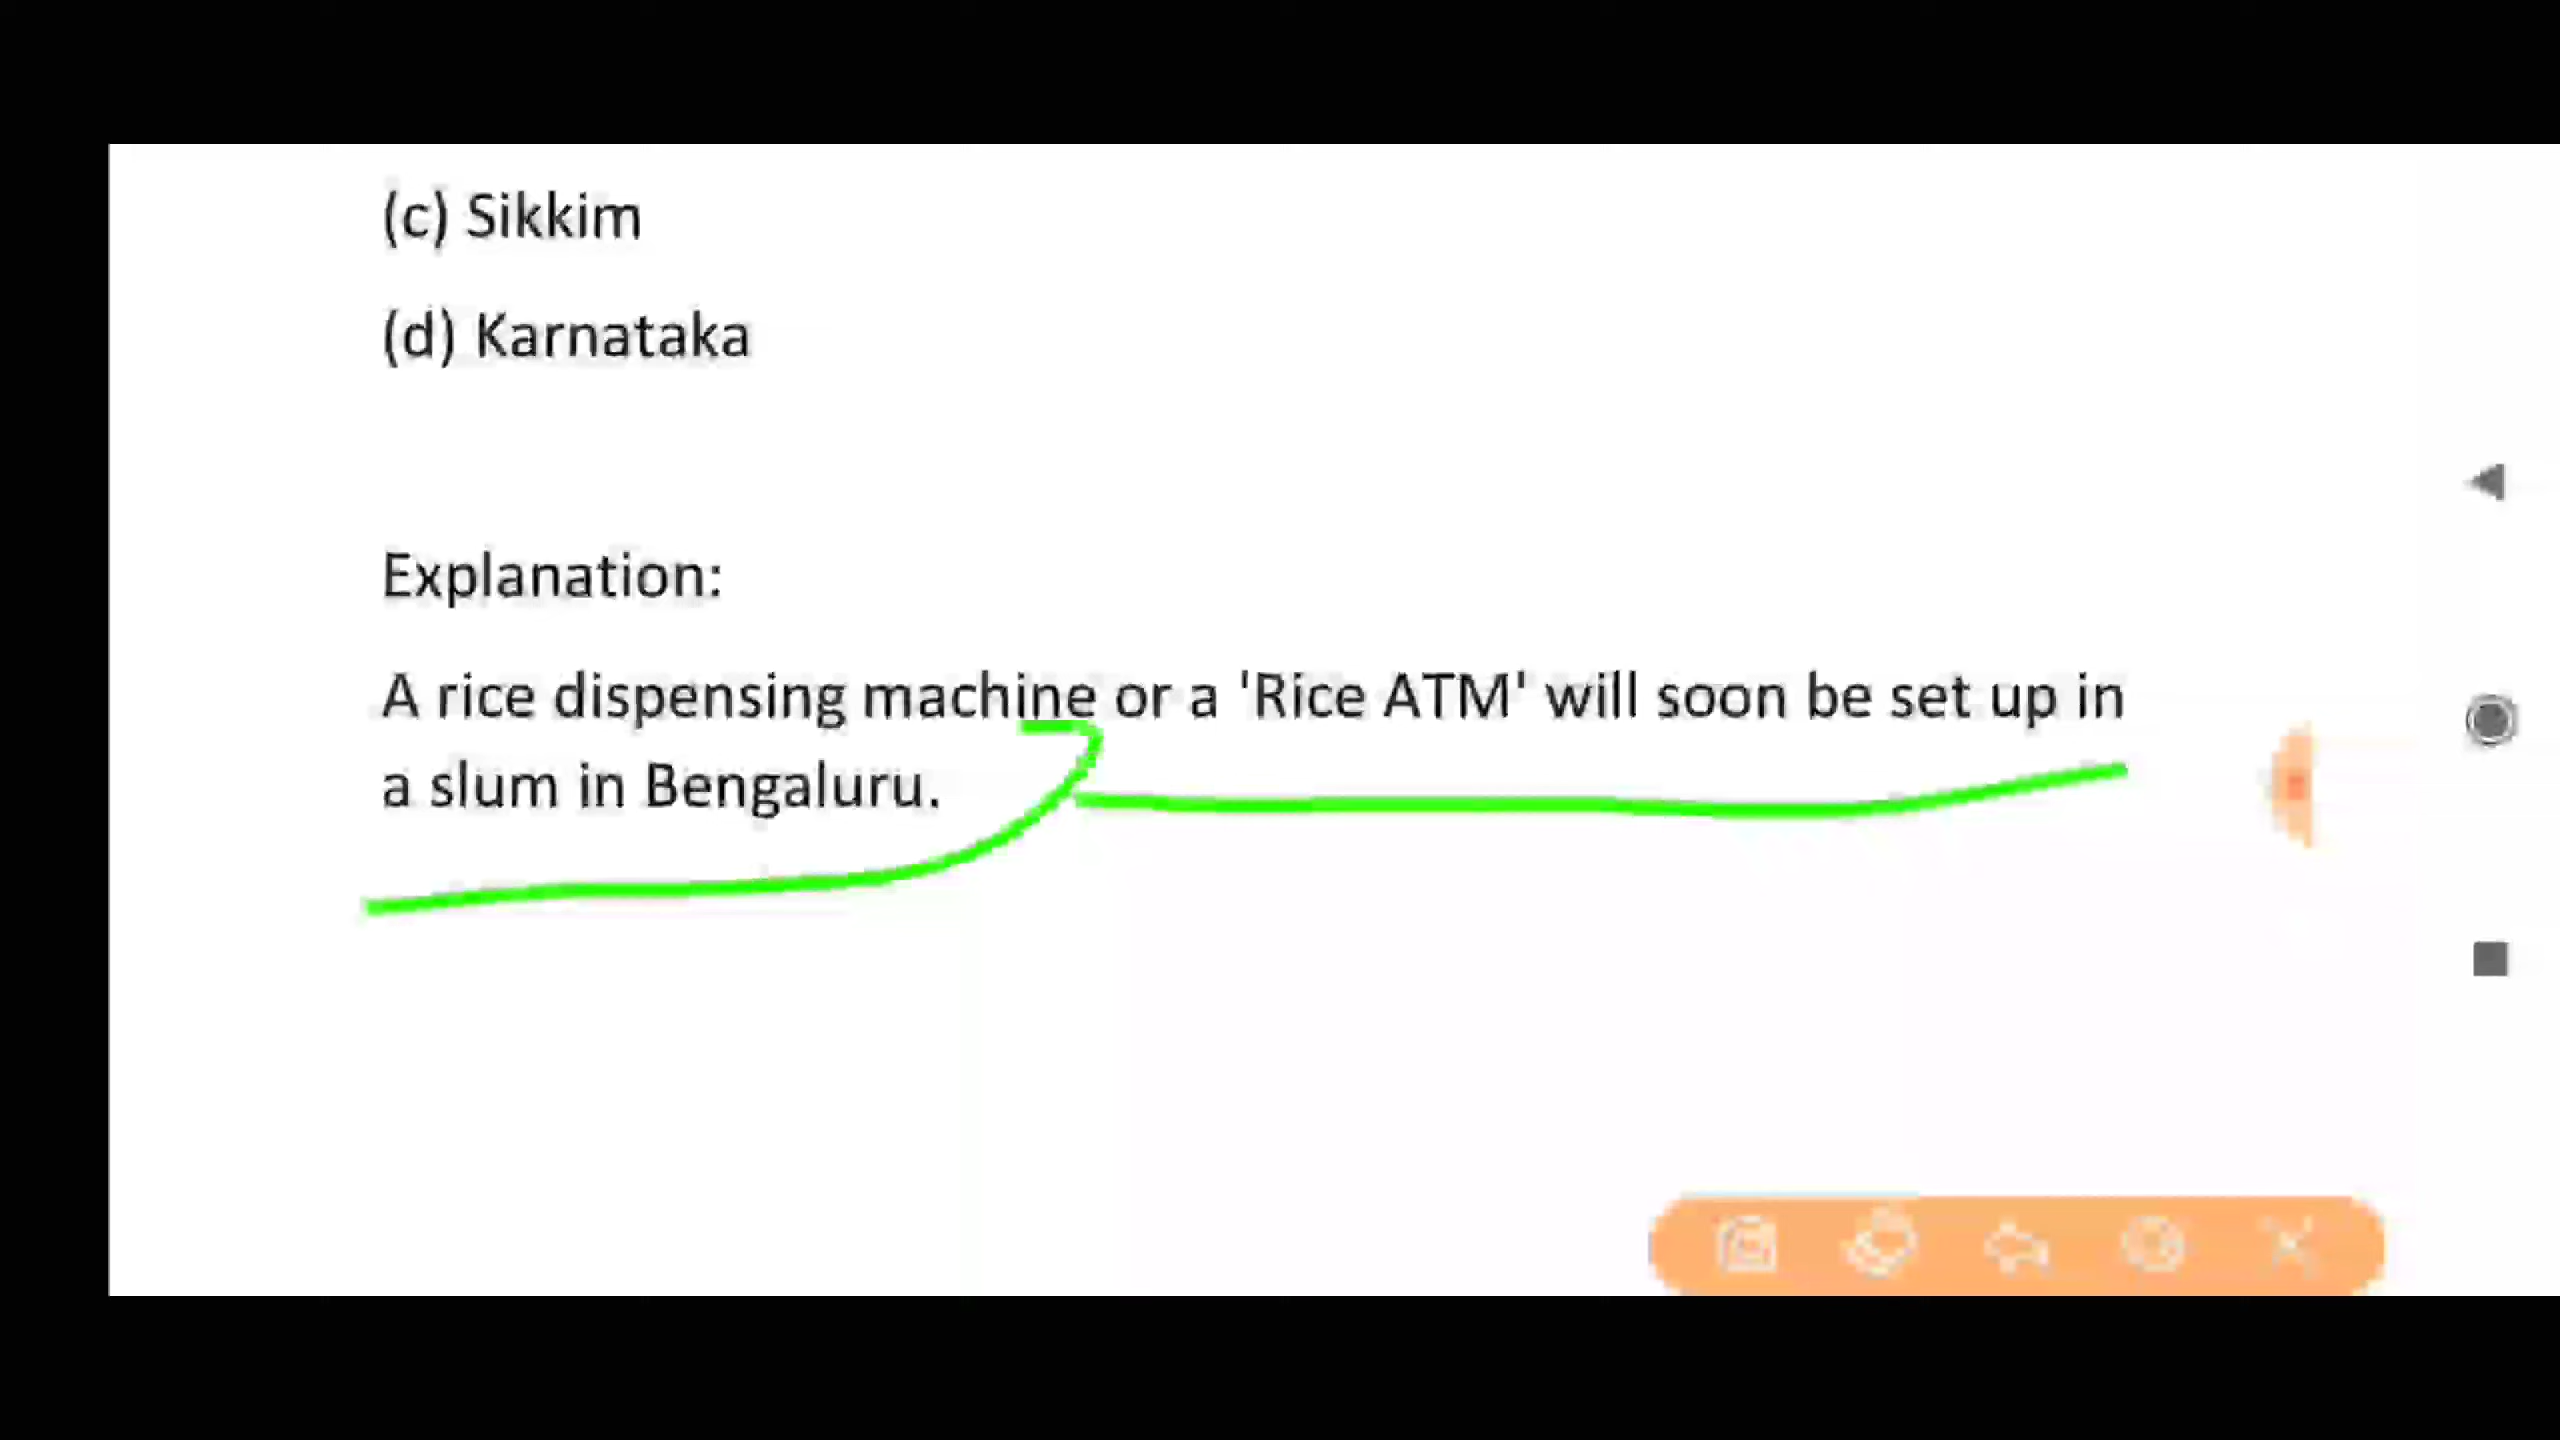 (c) Sikkim
(d) Karnataka
Explanation:
A rice dispensing machine or a 'Rice ATM' will soon be set up in
a slum in Bengaluru.